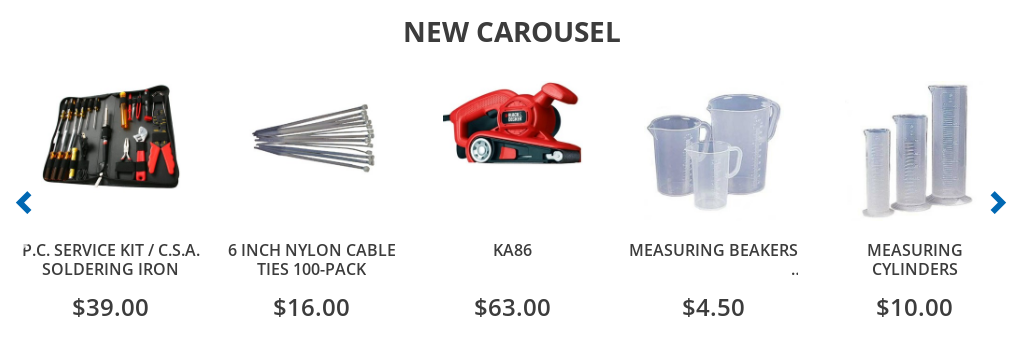 NEW CAROUSEL
P.C. SERVICE KIT / C.S.A.
SOLDERING IRON
$39.00
6 INCH NYLON CABLE
TIES 100-PACK
$16.00
KA86
$63.00
MEASURING BEAKERS
..
$4.50
MEASURING
CYLINDERS
$10.00